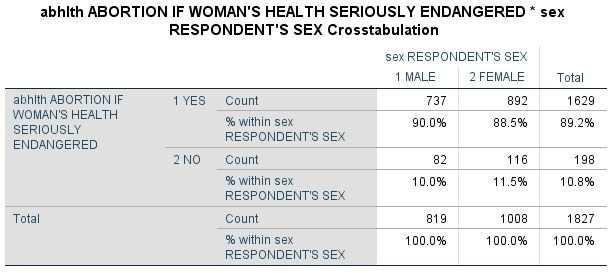 abhlth ABORTION IF WOMAN'S HEALTH SERIOUSLY ENDANGERED * sex
RESPONDENT'S SEX Crosstabulation
sex RESPONDENT'S SEX
1 MALE 2 FEMALE Total
abhlth ABORTION IF
WOMAN'S HEALTH
SERIOUSLY
ENDANGERED
1 YES Count 737 892 1629
% within sex
RESPONDENT'S SEX
90.0% 88.5% 89.2%
2 NO Count 82 116 198
% within sex
RESPONDENT'S SEX
10.0% 11.5% 10.8%
Total Count 819 1008 1827
% within sex
RESPONDENT'S SEX
100.0% 100.0% 100.0%